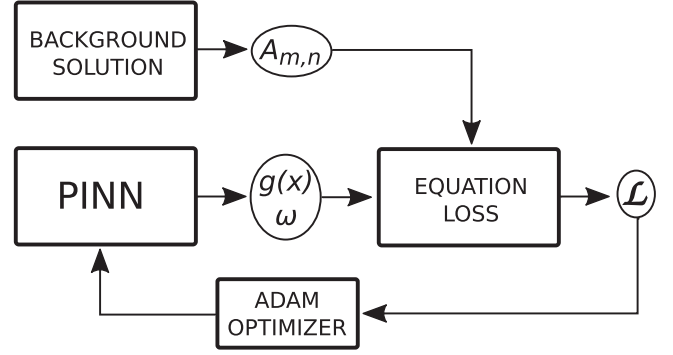 BACKGROUND
SOLUTION
A_{m,n}
PINN
g(x)
ω
EQUATION
LOSS
ℒ
ADAM
OPTIMIZER